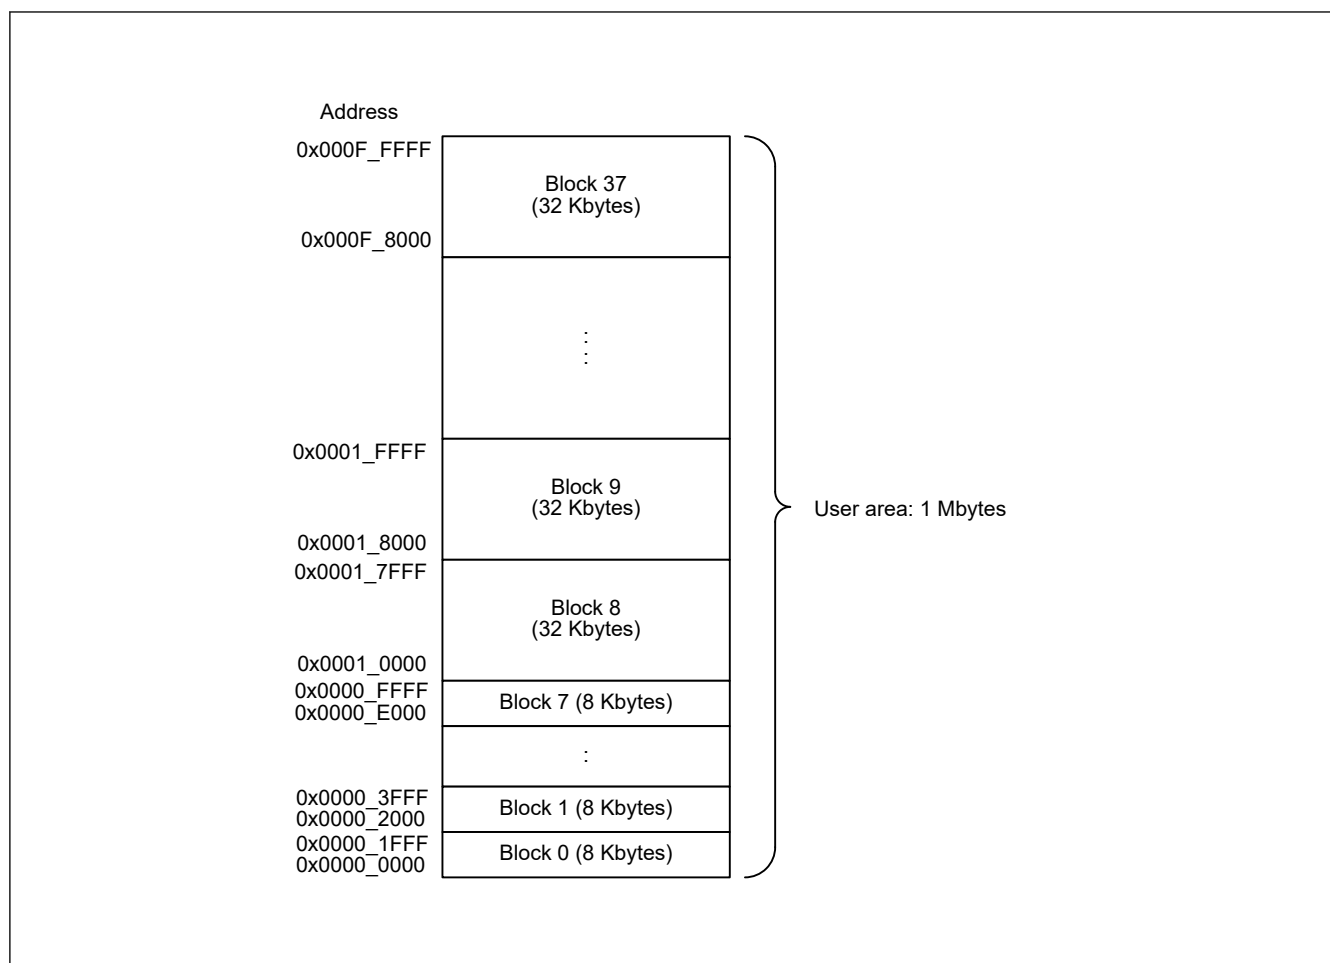 Address
0x000F_FFFF
Block 37
(32 Kbytes)
0x000F_8000
:
:
0x0001_FFFF
Block 9
(32 Kbytes)
User area: 1 Mbytes
0x0001_8000
0x0001_7FFF
Block 8
(32 Kbytes)
0x0001_0000
0x0000_FFFF
Block 7 (8 Kbytes)
0x0000_E000
:
0x0000_3FFF
Block 1 (8 Kbytes)
0x0000_2000
0x0000_1FFF
Block 0 (8 Kbytes)
0x0000_0000